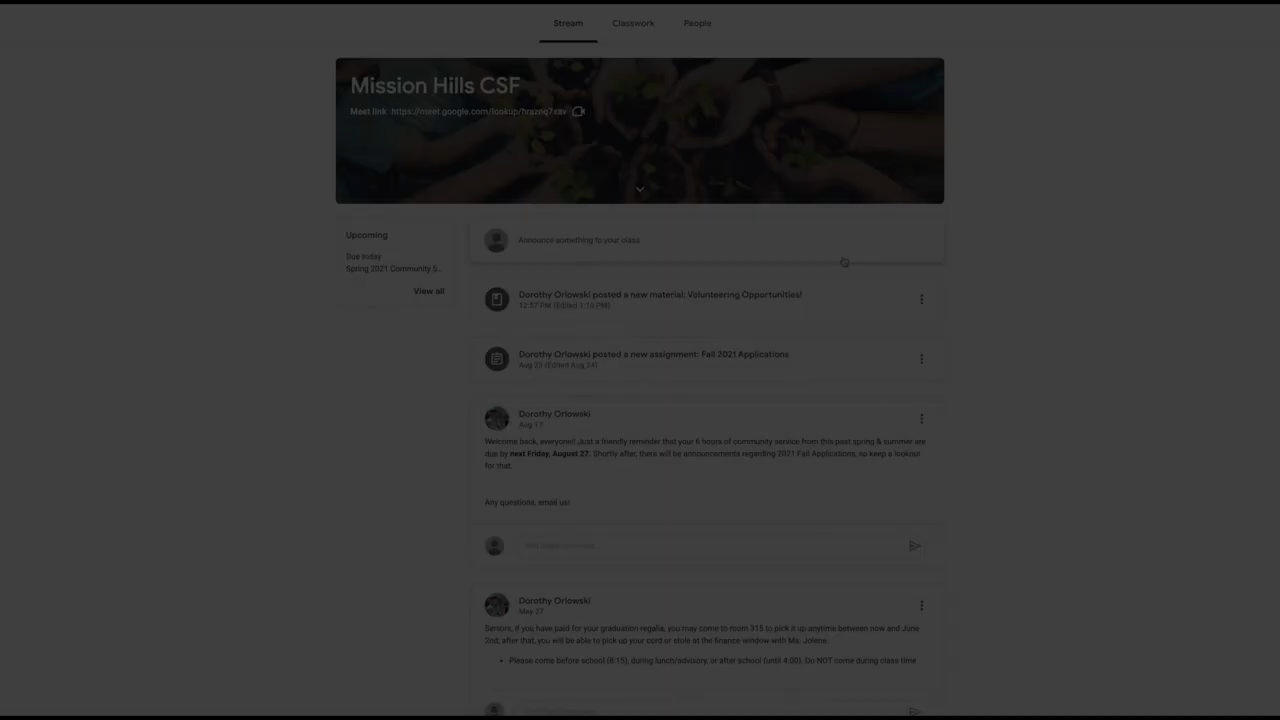 Stream Classwork People
Mission Hills CSF
Meet link https://meet.google.com/lookup/hraznq7xav
Upcoming
Due today
Spring 2021 Community S...
View all
Announce something to your class
Dorothy Orlowski posted a new material: Volunteering Opportunities!
12:57 PM (Edited 1:18 PM)
Dorothy Orlowski posted a new assignment: Fall 2021 Applications
Aug 23 (Edited Aug 24)
Dorothy Orlowski
Aug 17
Welcome back, everyone!! Just a friendly reminder that your 6 hours of community service from this past spring & summer are
due by next Friday, August 27. Shortly after, there will be announcements regarding 2021 Fall Applications, so keep a lookout
for that.
Any questions, email us!
Add class comment...
Dorothy Orlowski
May 27
Seniors, if you have paid for your graduation regalia, you may come to room 315 to pick it up anytime between now and June
2nd; after that, you will be able to pick up your cord or stole at the finance window with Ms. Jolene.
• Please come before school (8:15), during lunch/advisory, or after school (until 4:00). Do NOT come during class time